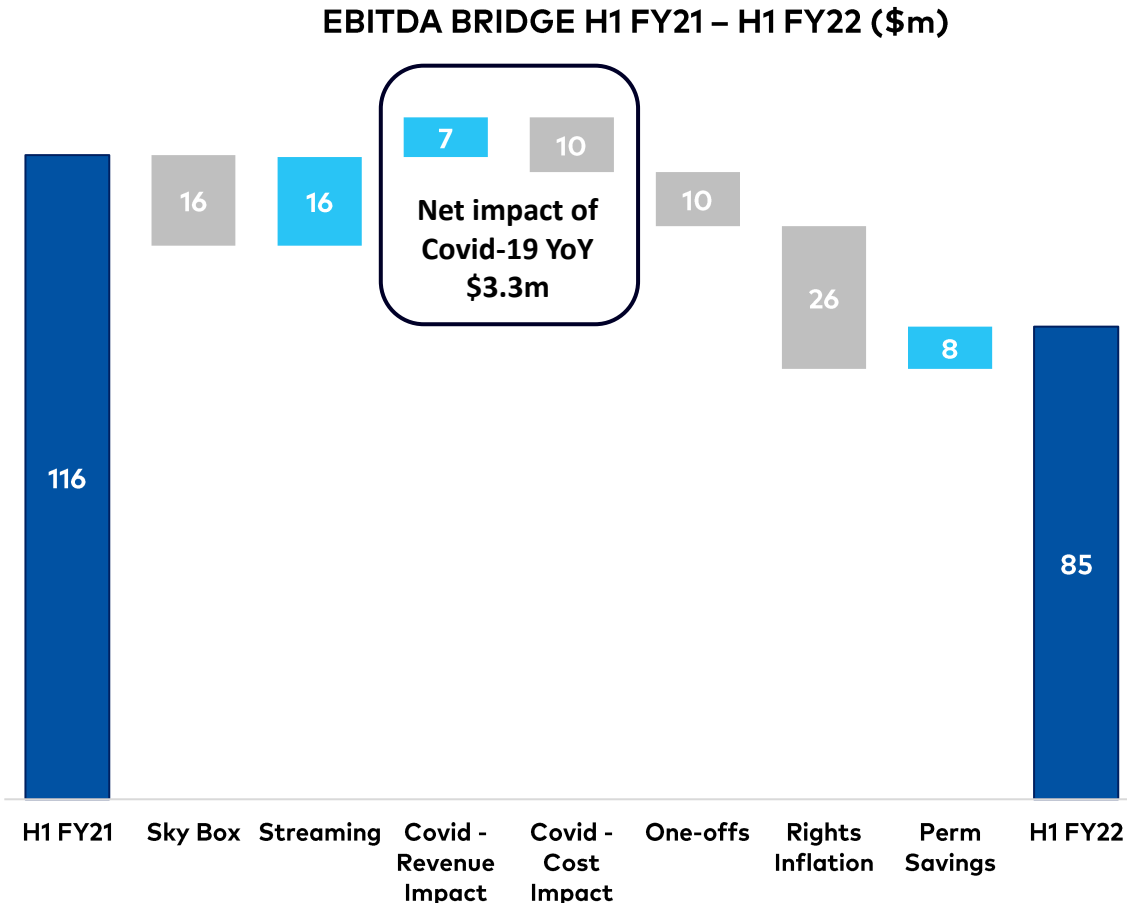 EBITDA BRIDGE H1 FY21 – H1 FY22 ($m)
7
10
16
16
10
Net impact of
Covid-19 YoY
$3.3m
26
8
116
85
H1 FY21
Sky Box
Streaming
Covid -
Revenue
Impact
Covid -
Cost
Impact
One-offs
Rights
Inflation
Perm
Savings
H1 FY22